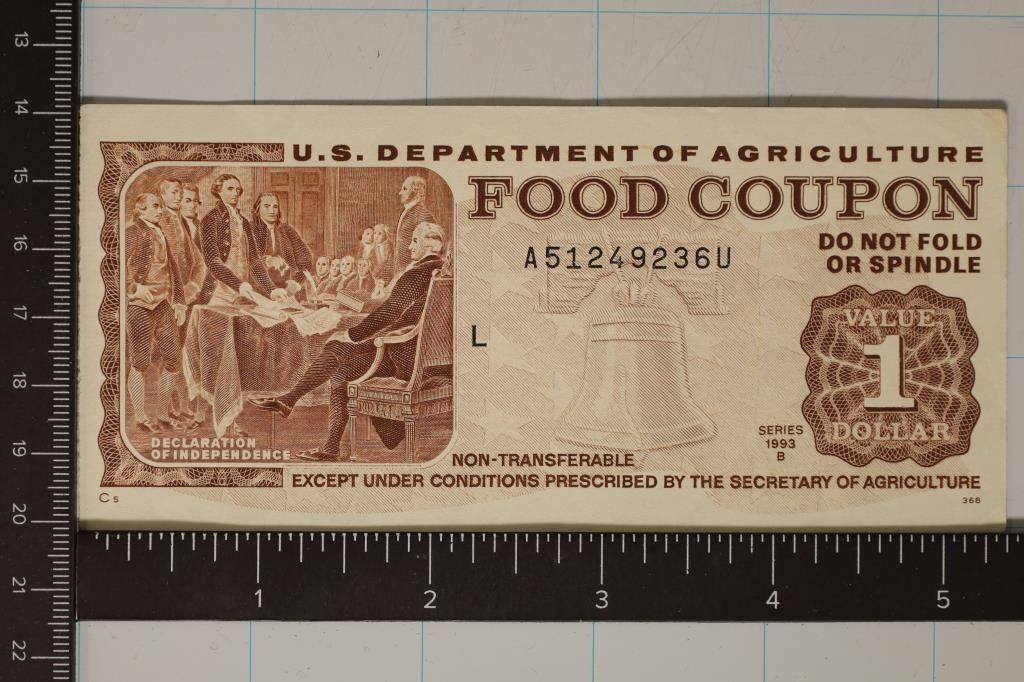 U.S. DEPARTMENT OF AGRICULTURE
FOOD COUPON
DO NOT FOLD
OR SPINDLE
A51249236U
L
VALUE
1
DOLLAR
SERIES
1993
B
DECLARATION
OF INDEPENDENCE
NON-TRANSFERABLE
EXCEPT UNDER CONDITIONS PRESCRIBED BY THE SECRETARY OF AGRICULTURE
C 5
368
13
14
15
16
17
18
19
20
21
22
1 2 3 4 5